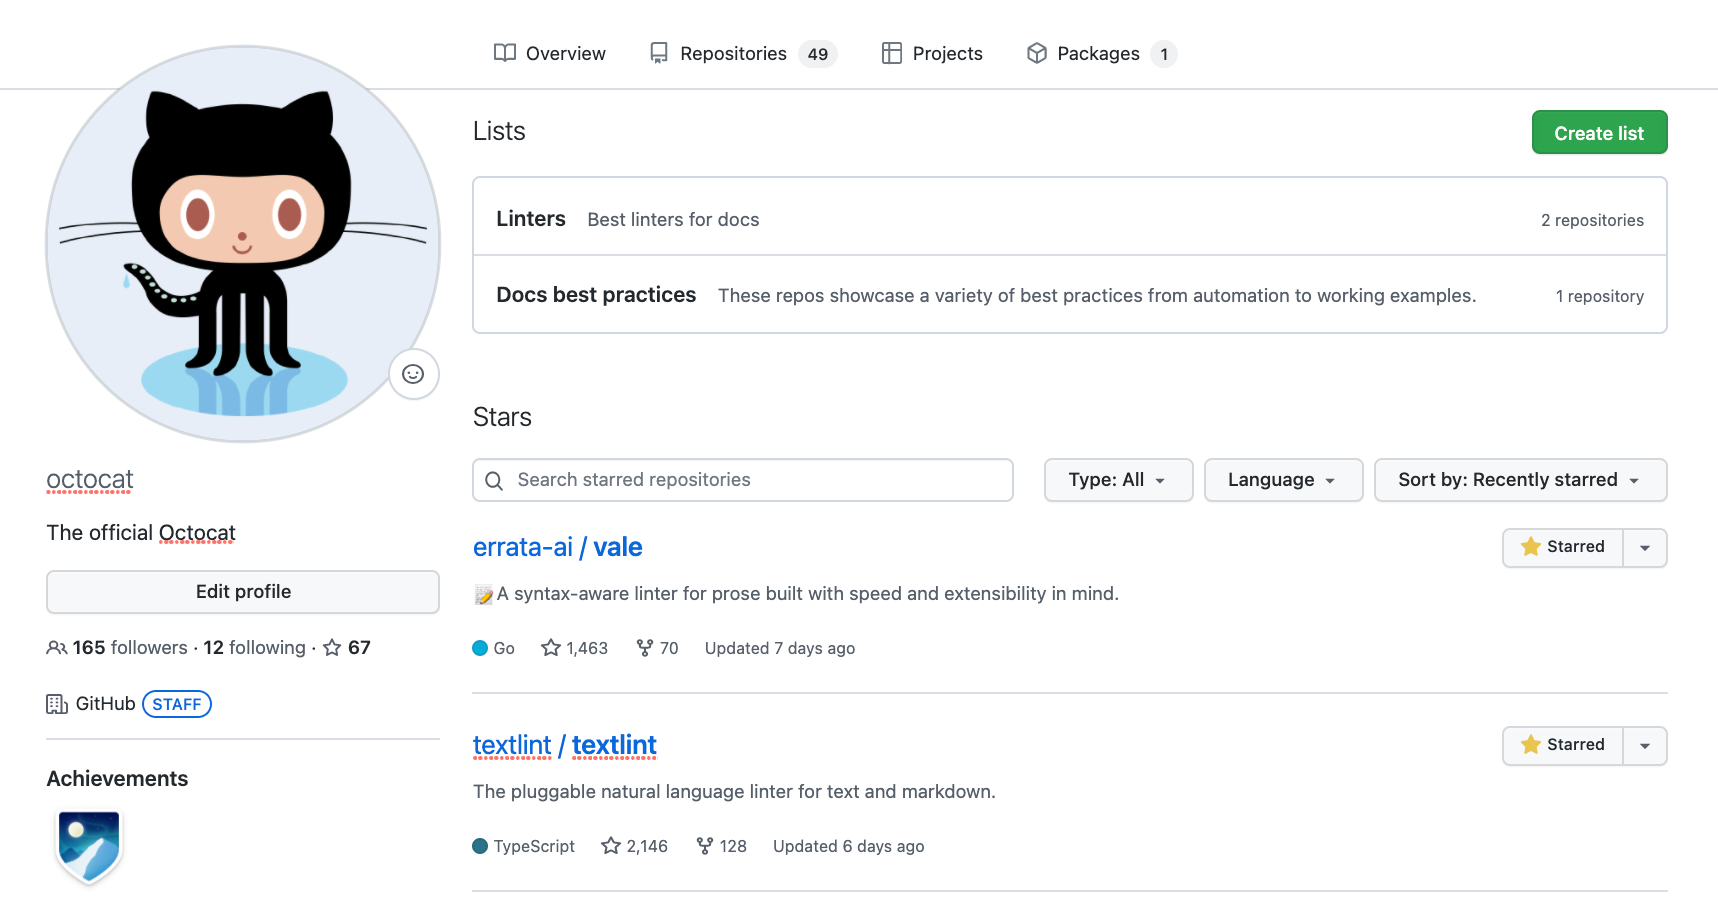 Overview Repositories 49 Projects Packages 1
Lists
Create list
Linters Best linters for docs 2 repositories
Docs best practices These repos showcase a variety of best practices from automation to working examples. 1 repository
Stars
Search starred repositories Type: All Language Sort by: Recently starred
errata-ai / vale
Starred
A syntax-aware linter for prose built with speed and extensibility in mind.
Go 1,463 70 Updated 7 days ago
textlint / textlint
Starred
The pluggable natural language linter for text and markdown.
TypeScript 2,146 128 Updated 6 days ago
octocat
The official Octocat
Edit profile
165 followers · 12 following · 67
GitHub STAFF
Achievements